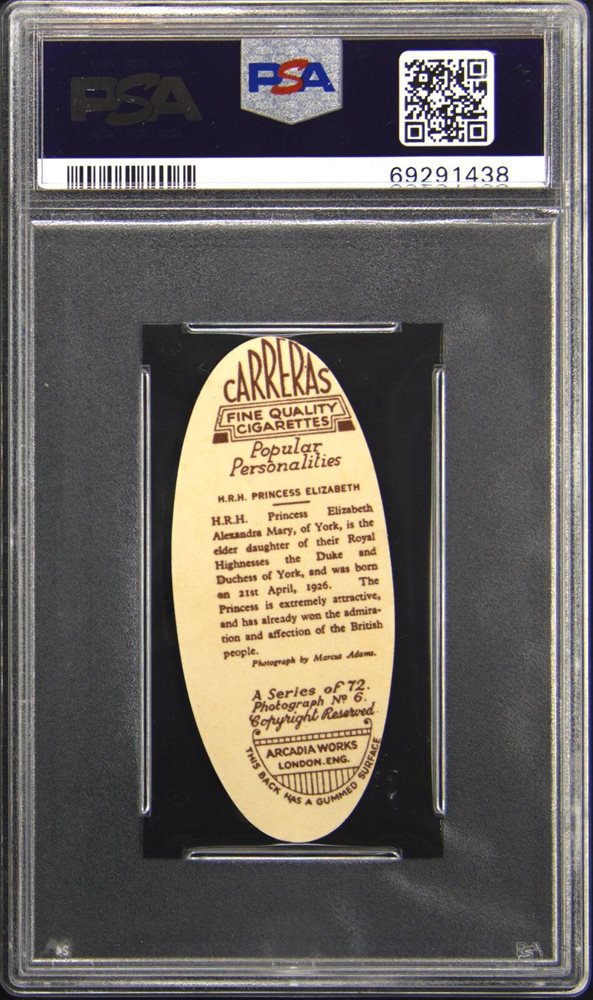 PSA
PSA
69291438
CARRERAS
FINE QUALITY
CIGARETTES
Popular
Personalities
H.R.H. PRINCESS ELIZABETH
H.R.H. Princess Elizabeth
Alexandra Mary, of York, is the
elder daughter of their Royal
Highnesses the Duke and
Duchess of York, and was born
on 21st April, 1926. The
Princess is extremely attractive,
and has already won the admira-
tion and affection of the British
people.
Photograph by Marcus Adams.
A Series of 72.
Photograph No 6.
Copyright Reserved.
ARCADIA WORKS
LONDON. ENG.
THIS BACK HAS A GUMMED SURFACE